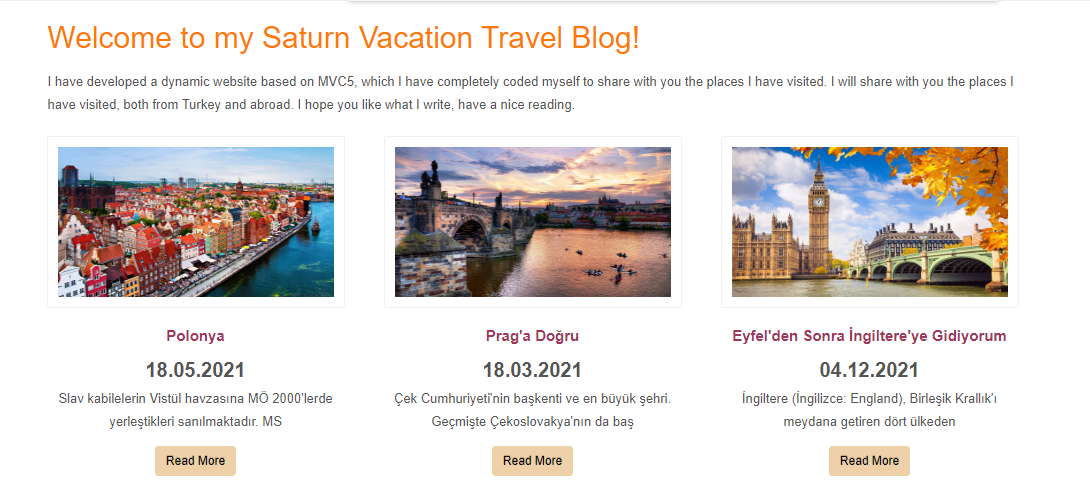 Welcome to my Saturn Vacation Travel Blog!
I have developed a dynamic website based on MVC5, which I have completely coded myself to share with you the places I have visited. I will share with you the places I
have visited, both from Turkey and abroad. I hope you like what I write, have a nice reading.
Polonya
18.05.2021
Slav kabilelerin Vistül havzasına MÖ 2000'lerde
yerleştikleri sanılmaktadır. MS
Read More
Prag'a Doğru
18.03.2021
Çek Cumhuriyeti'nin başkenti ve en büyük şehri.
Geçmişte Çekoslovakya'nın da baş
Read More
Eyfel'den Sonra İngiltere'ye Gidiyorum
04.12.2021
İngiltere (İngilizce: England), Birleşik Krallık'ı
meydana getiren dört ülkeden
Read More